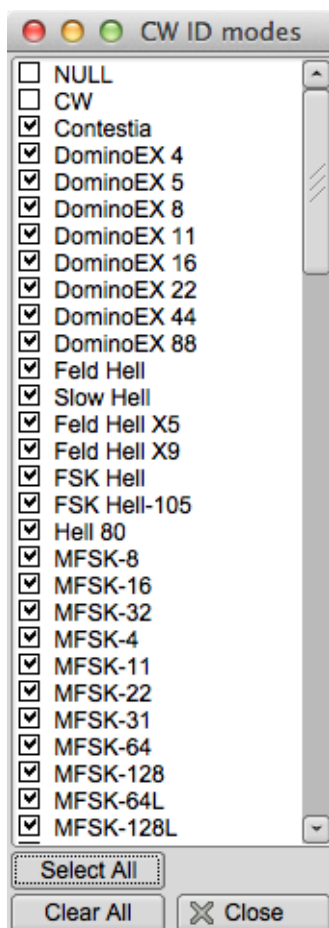 CW ID modes
NULL
CW
Contestia
DominoEX 4
DominoEX 5
DominoEX 8
DominoEX 11
DominoEX 16
DominoEX 22
DominoEX 44
DominoEX 88
Feld Hell
Slow Hell
Feld Hell X5
Feld Hell X9
FSK Hell
FSK Hell-105
Hell 80
MFSK-8
MFSK-16
MFSK-32
MFSK-4
MFSK-11
MFSK-22
MFSK-31
MFSK-64
MFSK-128
MFSK-64L
MFSK-128L
Select All
Clear All
Close